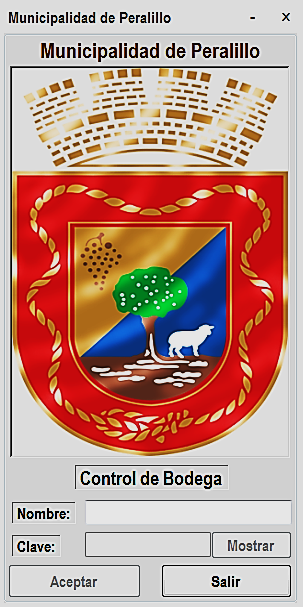 Municipalidad de Peralillo - x
Municipalidad de Peralillo
Control de Bodega
Nombre:
Clave: Mostrar
Aceptar Salir